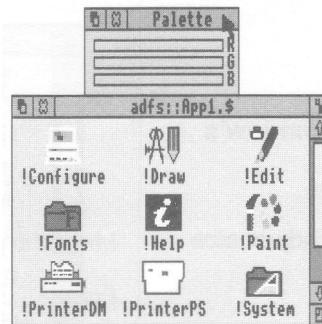 Palette
R
G
B
adfs::App1.$
!Configure !Draw !Edit
!Fonts !Help !Paint
!PrinterDM !PrinterPS !System